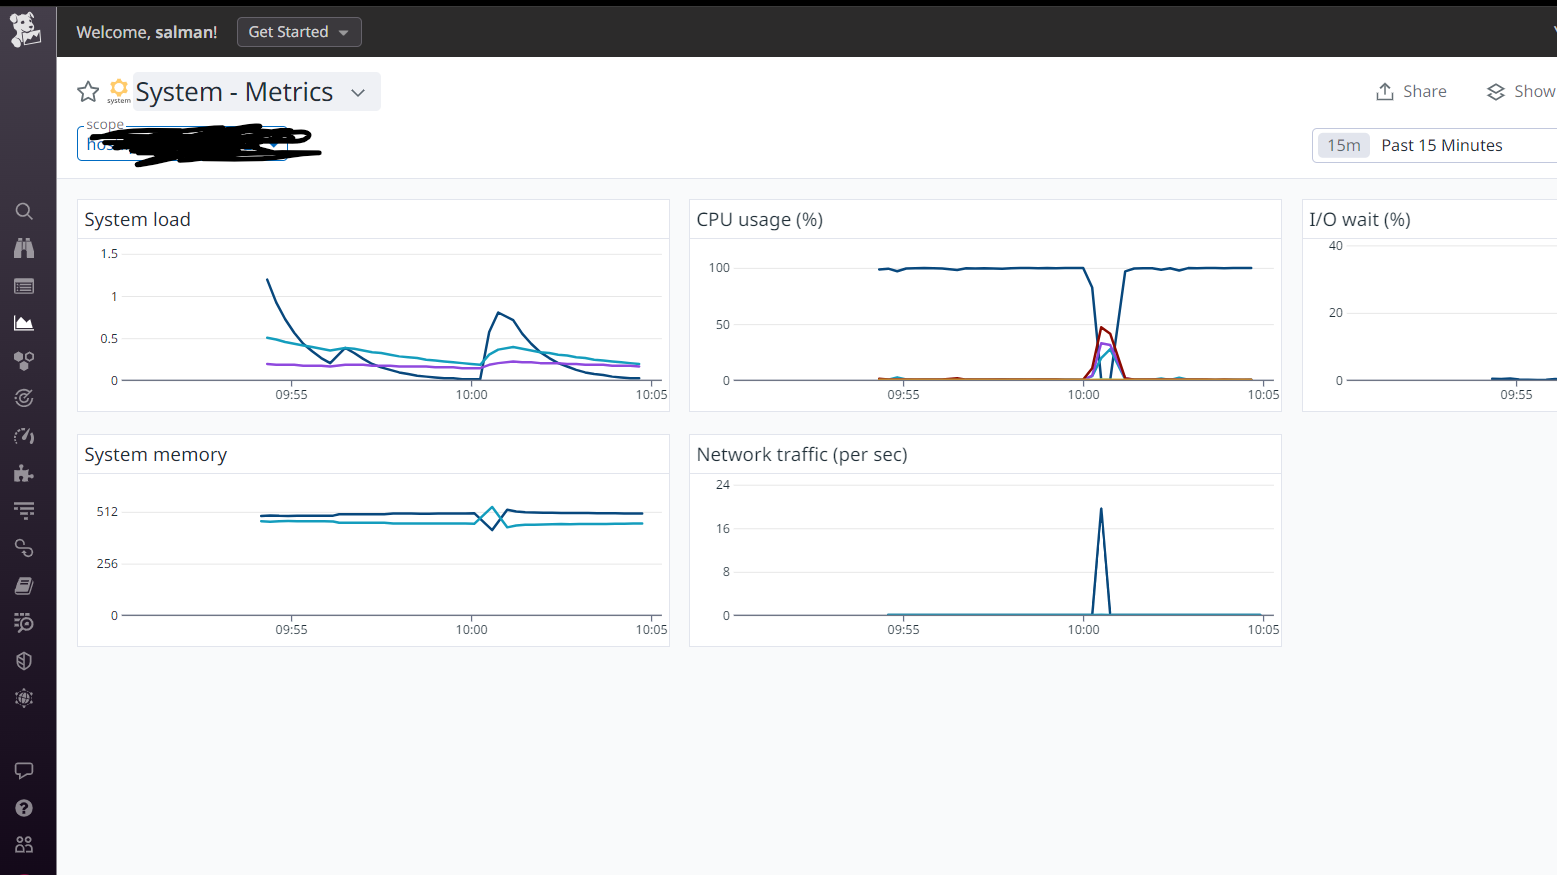 Welcome, salman!
Get Started
system
System - Metrics
Share
Show
scope
15m
Past 15 Minutes
System load
1.5
1
0.5
0
09:55
10:00
10:05
CPU usage (%)
100
50
0
09:55
10:00
10:05
I/O wait (%)
40
20
0
09:55
System memory
512
256
0
09:55
10:00
10:05
Network traffic (per sec)
24
16
8
0
09:55
10:00
10:05